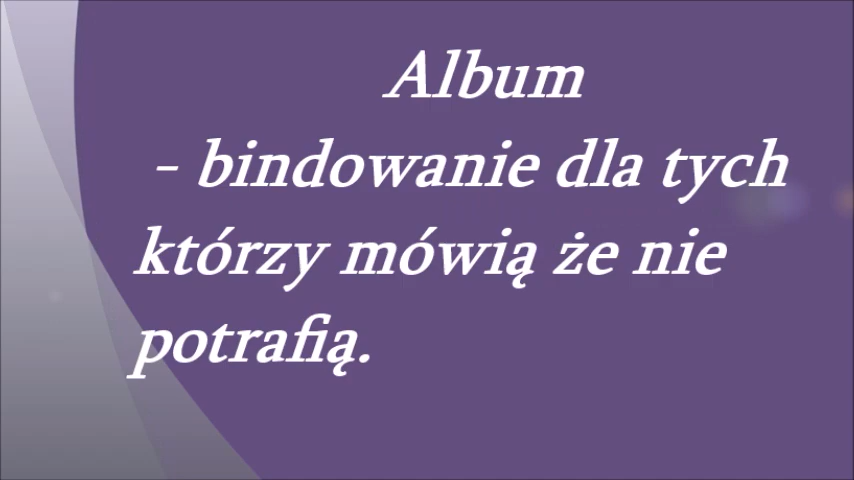 Album
- bindowanie dla tych
którzy mówią że nie
potrafią.